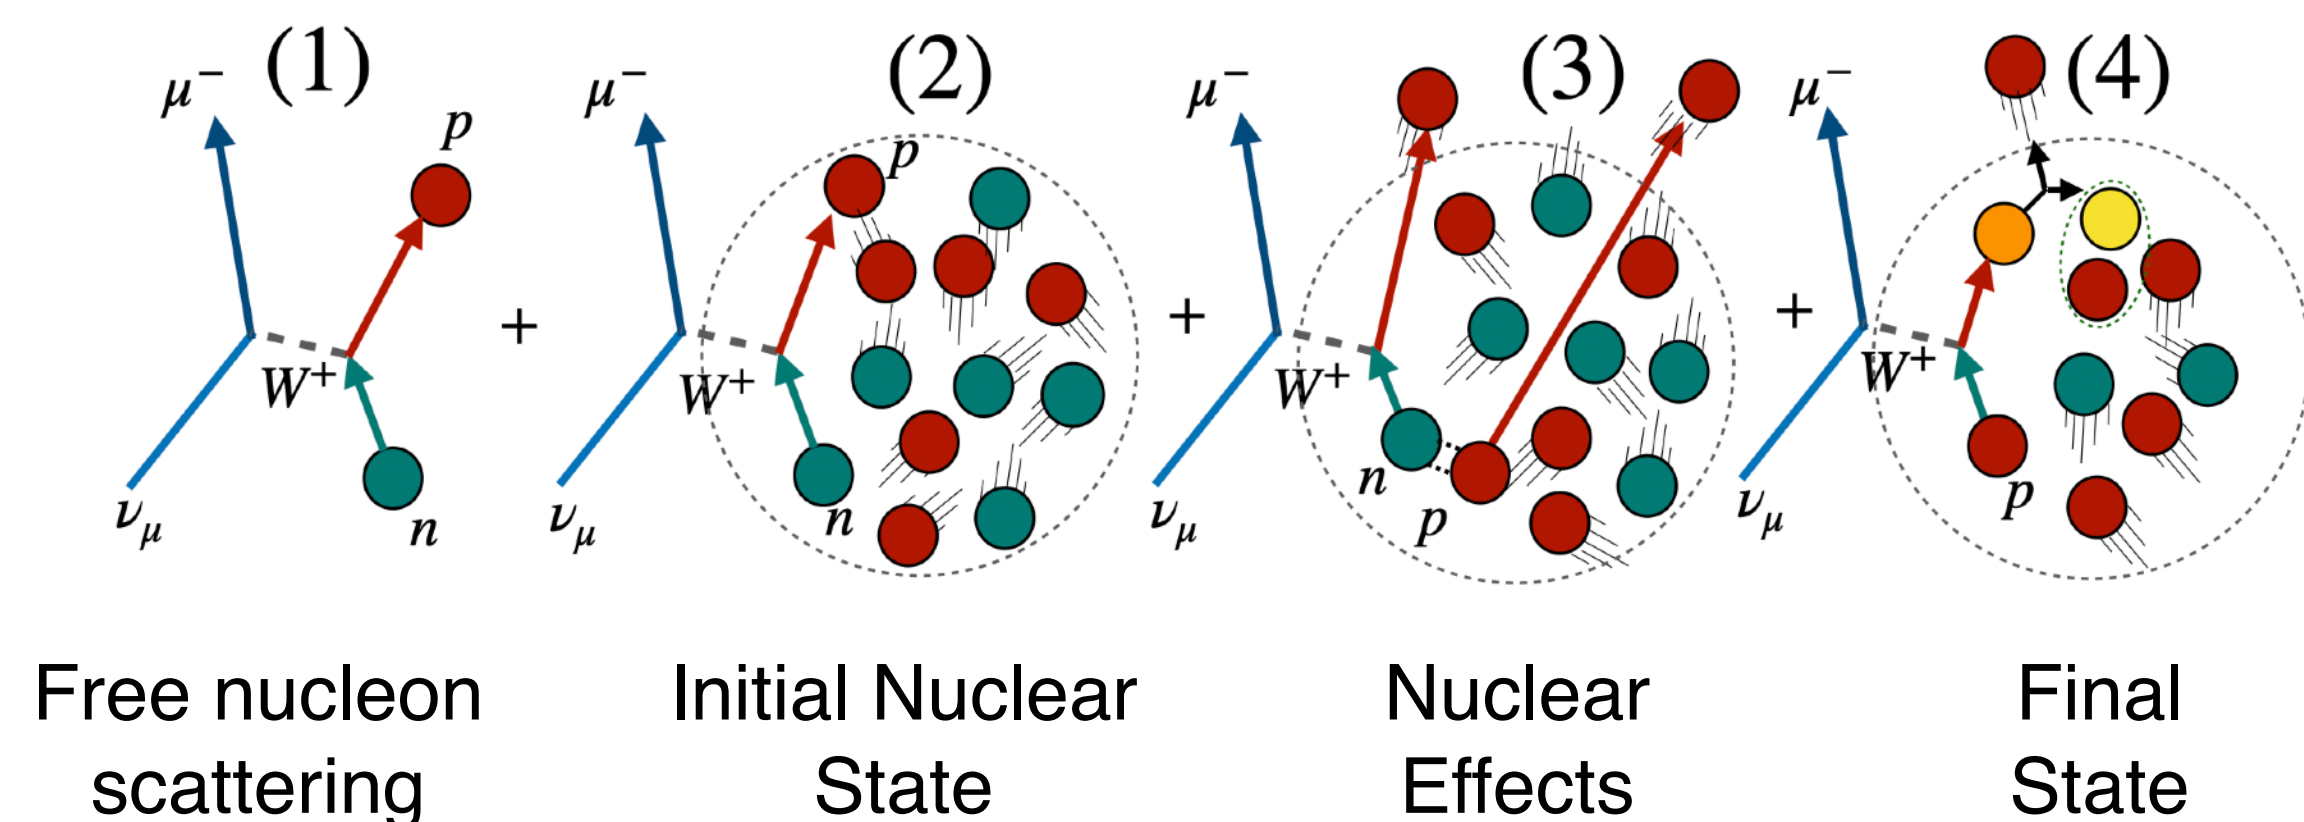 (1)
μ⁻
p
W⁺
ν_μ
n
+
(2)
μ⁻
p
W⁺
ν_μ
n
+
(3)
μ⁻
W⁺
n
p
ν_μ
+
(4)
μ⁻
W⁺
ν_μ
p
Free nucleon
scattering
Initial Nuclear
State
Nuclear
Effects
Final
State